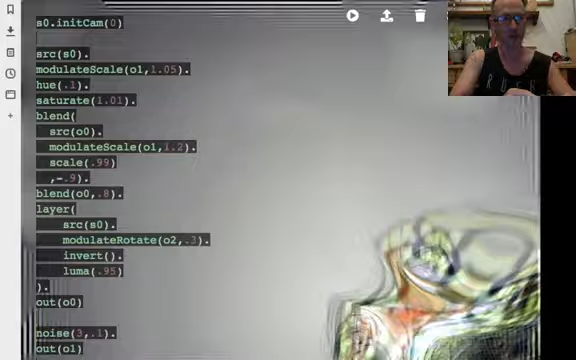 s0.initCam(0)
src(s0).
modulateScale(o1,1.05).
hue(.1).
saturate(1.01).
blend(
src(o0).
modulateScale(o1,1.2).
scale(.99)
,-.9).
blend(o0,.8).
layer(
src(s0).
modulateRotate(o2,.3).
invert().
luma(.95)
).
out(o0)
noise(3,.1).
out(o1)